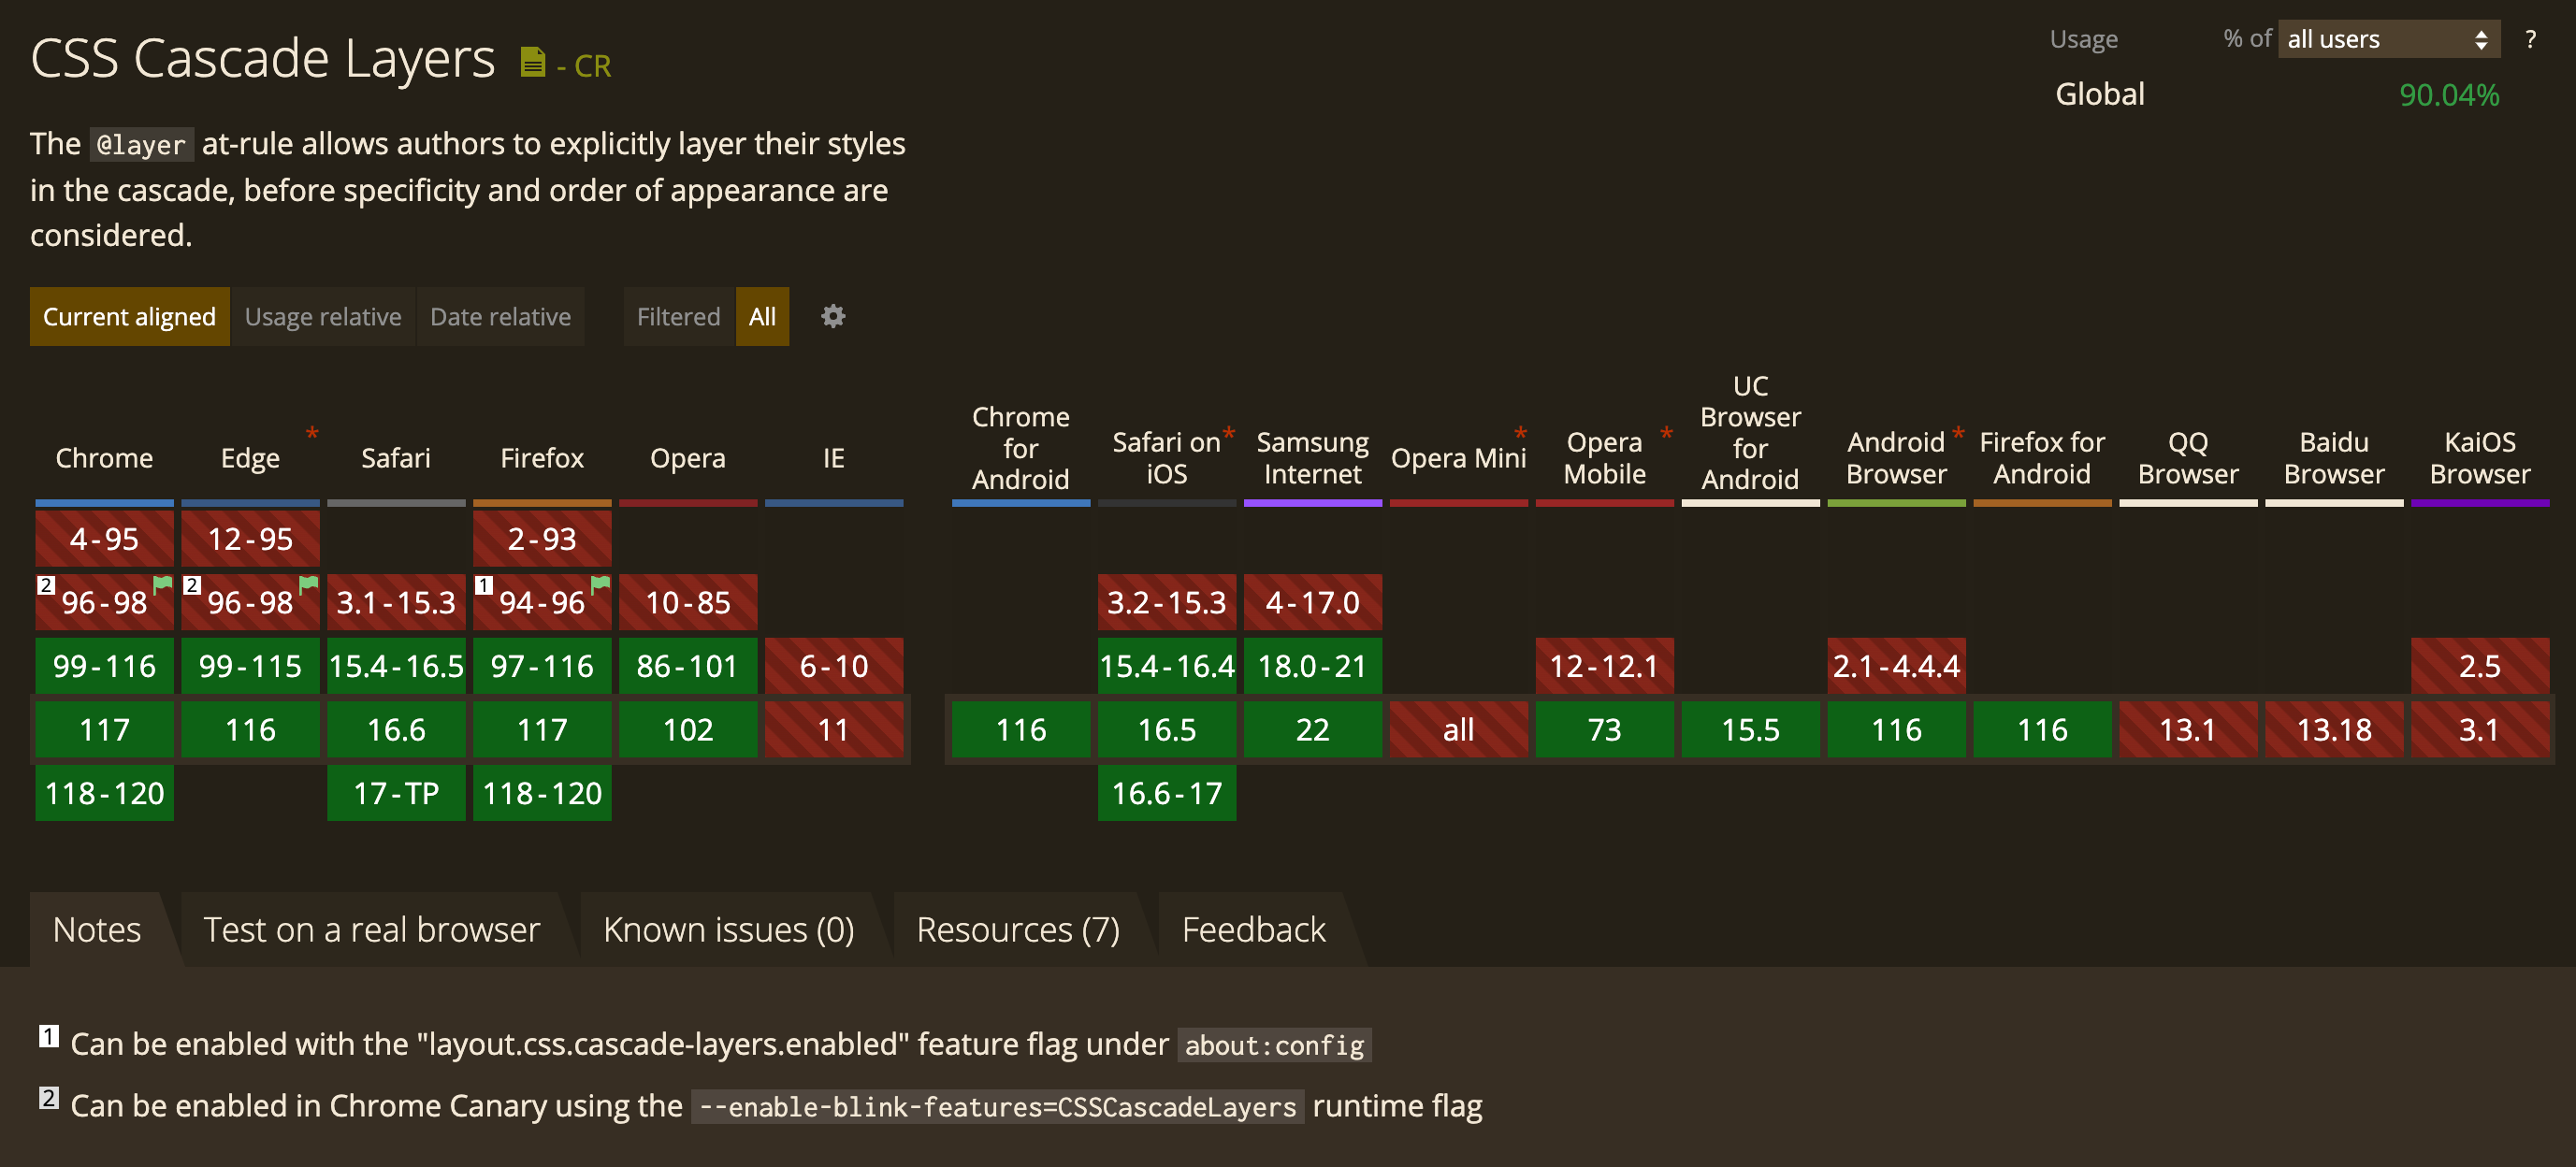 CSS Cascade Layers - CR
Usage % of all users ?
Global 90.04%
The @layer at-rule allows authors to explicitly layer their styles
in the cascade, before specificity and order of appearance are
considered.
Current aligned Usage relative Date relative Filtered All
Chrome Edge * Safari Firefox Opera IE Chrome for Android Safari on iOS * Samsung Internet Opera Mini * Opera Mobile * UC Browser for Android Android Browser * Firefox for Android QQ Browser Baidu Browser KaiOS Browser
4-95 12-95 2-93
2 96-98 2 96-98 3.1-15.3 1 94-96 10-85 3.2-15.3 4-17.0
99-116 99-115 15.4-16.5 97-116 86-101 6-10 15.4-16.4 18.0-21 12-12.1 2.1-4.4.4 2.5
117 116 16.6 117 102 11 116 16.5 22 all 73 15.5 116 116 13.1 13.18 3.1
118-120 17-TP 118-120 16.6-17
Notes Test on a real browser Known issues (0) Resources (7) Feedback
1 Can be enabled with the "layout.css.cascade-layers.enabled" feature flag under about:config
2 Can be enabled in Chrome Canary using the --enable-blink-features=CSSCascadeLayers runtime flag